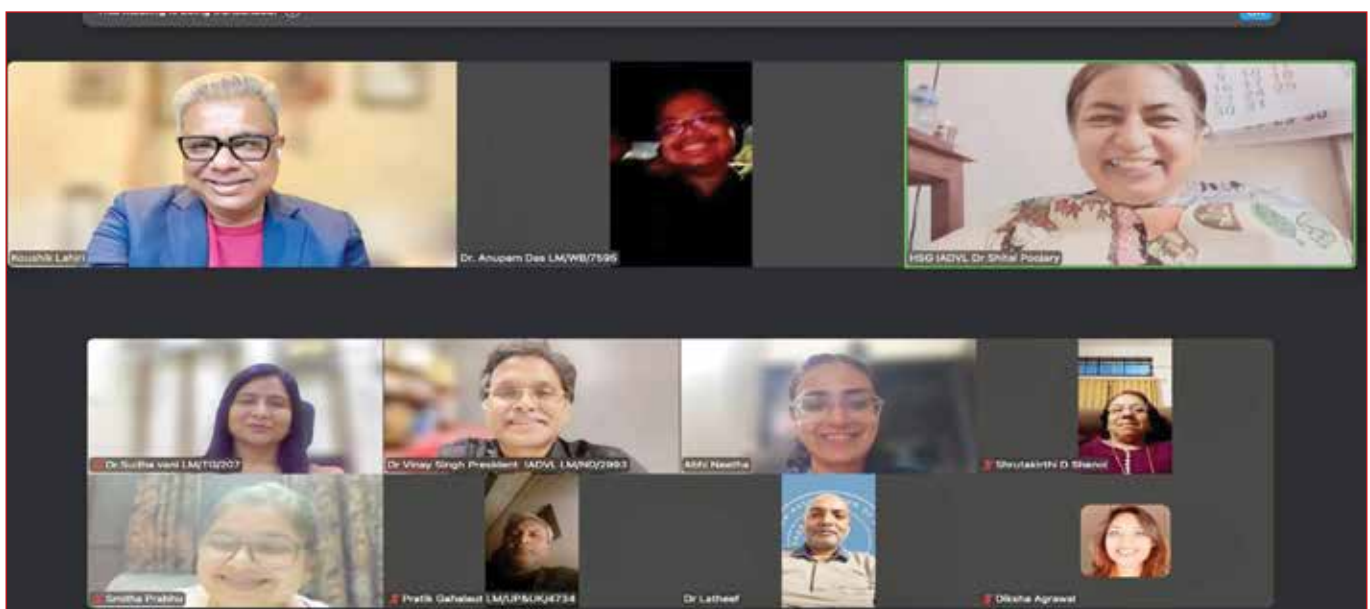 Koushik Lahiri
Dr. Anupam Das LM/WB/7595
HSG IADVL Dr Shital Poojary
Dr.Sudha vani LM/TG/207
Dr Vinay Singh President IADVL LM/ND/2993
Abhi Neetha
Shrutakirthi D Shenoi
Smitha Prabhu
Pratik Gahalaut LM/UP&UK/4734
Dr Latheef
Diksha Agrawal